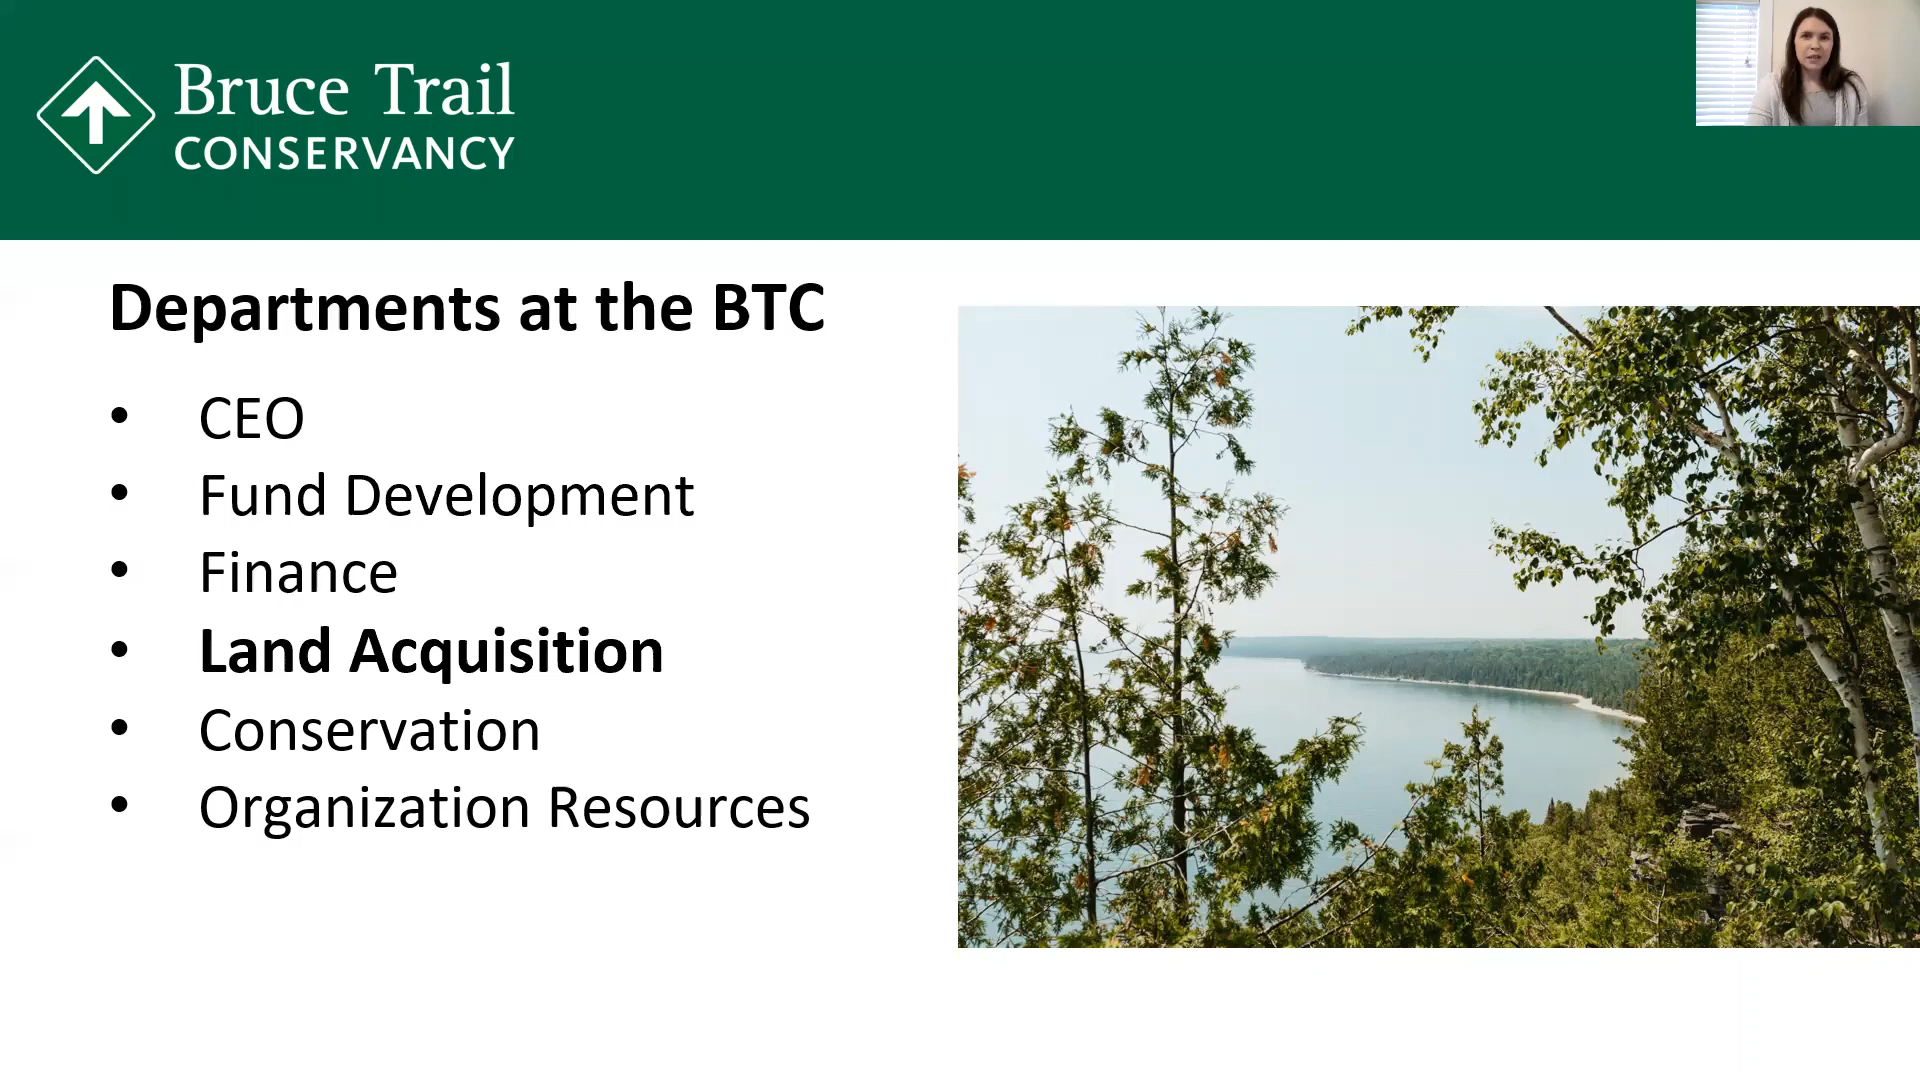 Bruce Trail
CONSERVANCY
Departments at the BTC
• CEO
• Fund Development
• Finance
• Land Acquisition
• Conservation
• Organization Resources